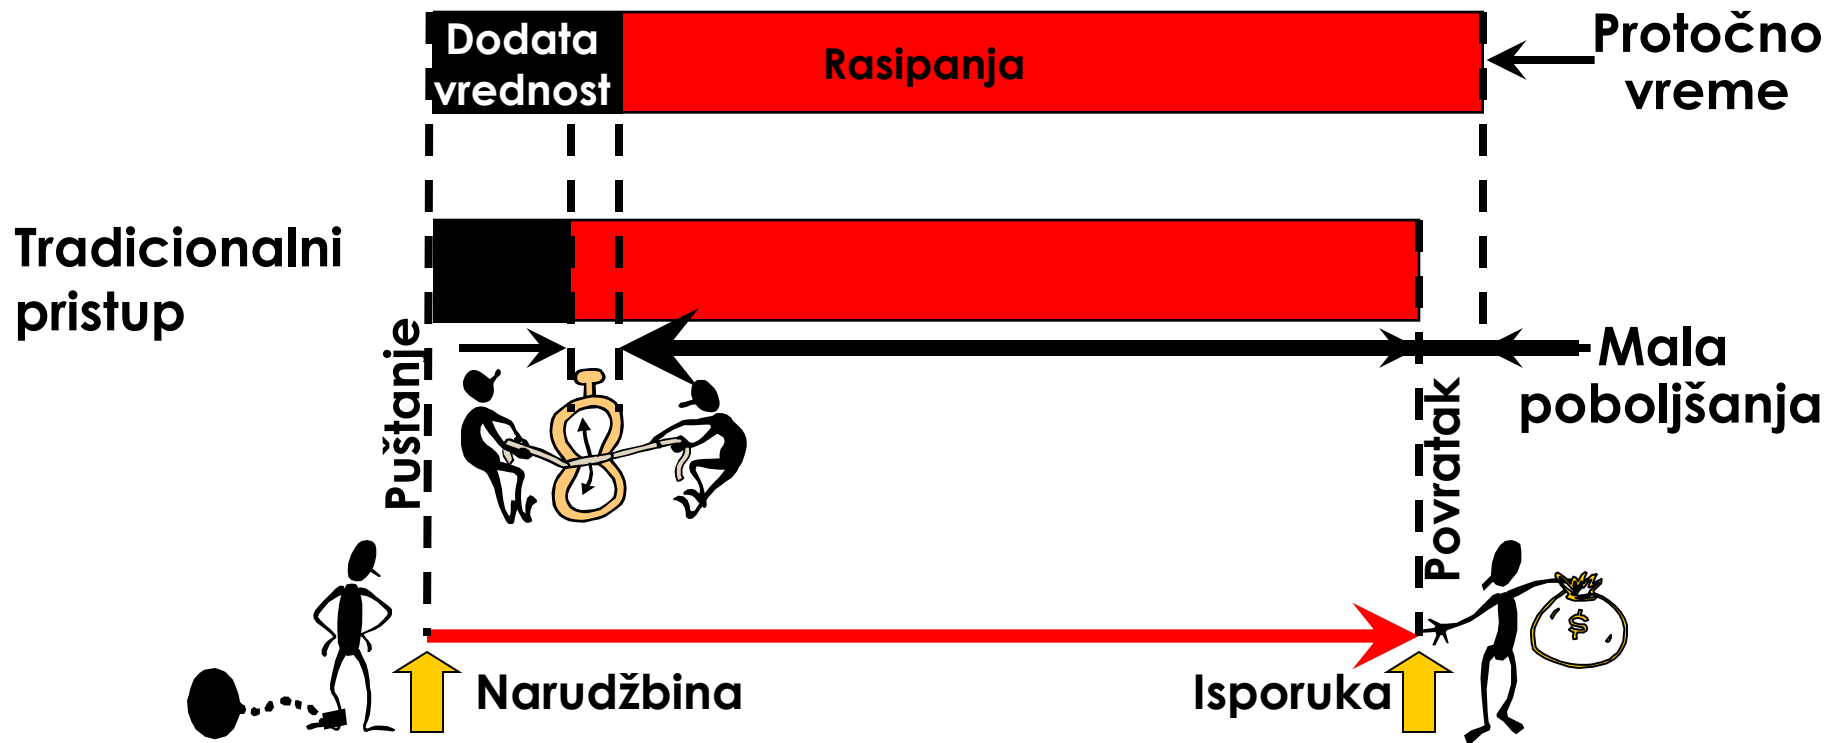 Dodata
vrednost
Rasipanja
Protočno
vreme
Tradicionalni
pristup
Puštanje
Mala
poboljšanja
Povratak
$
Narudžbina
Isporuka